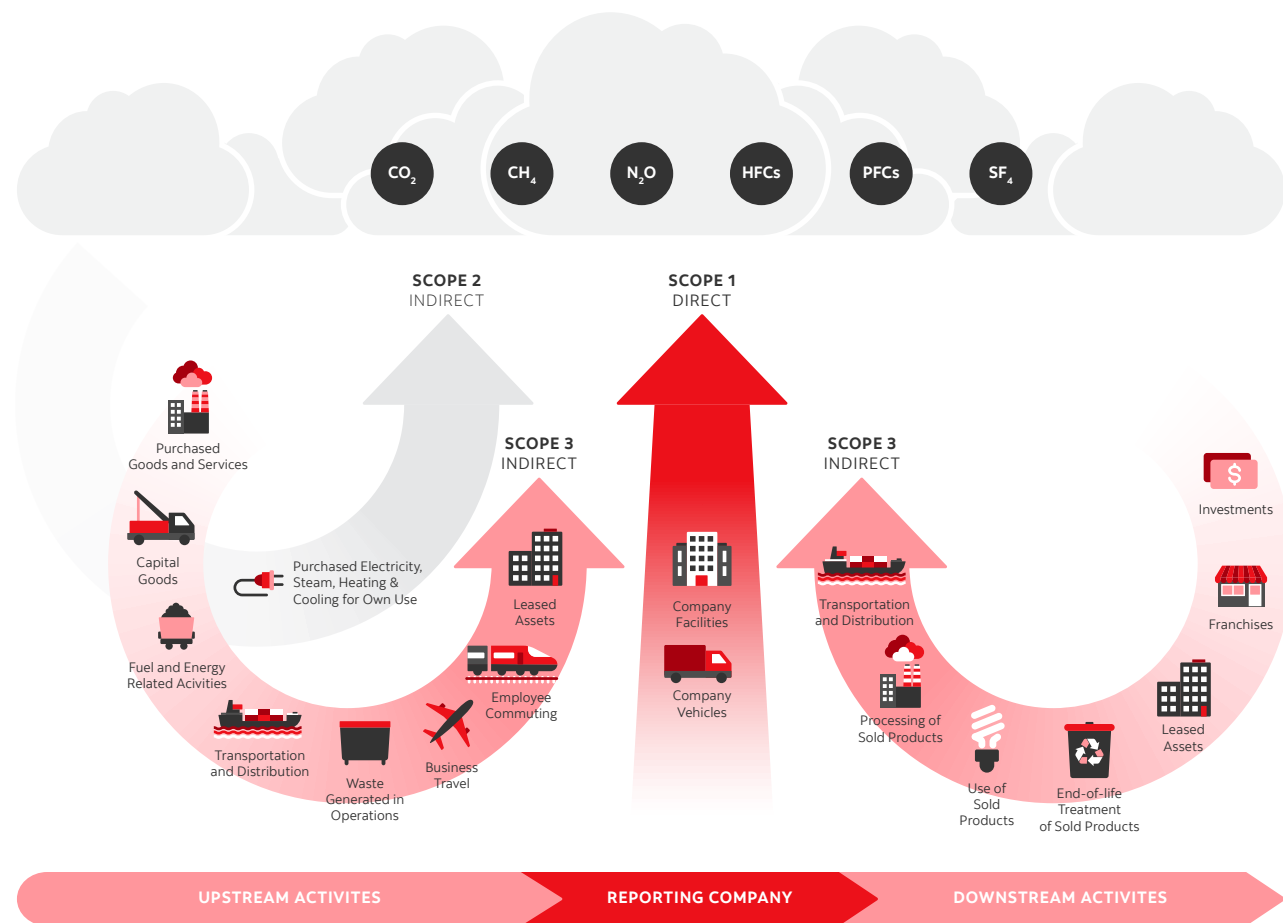 CO₂
CH₄
N₂O
HFCs
PFCs
SF₄
SCOPE 2
INDIRECT
SCOPE 1
DIRECT
SCOPE 3
INDIRECT
SCOPE 3
INDIRECT
Purchased
Goods and Services
Capital
Goods
Fuel and Energy
Related Acivities
Transportation
and Distribution
Waste
Generated in
Operations
Business
Travel
Employee
Commuting
Leased
Assets
Purchased Electricity,
Steam, Heating &
Cooling for Own Use
Company
Facilities
Company
Vehicles
Transportation
and Distribution
Processing of
Sold Products
Use of
Sold
Products
End-of-life
Treatment
of Sold Products
Leased
Assets
Franchises
$
Investments
UPSTREAM ACTIVITES
REPORTING COMPANY
DOWNSTREAM ACTIVITES